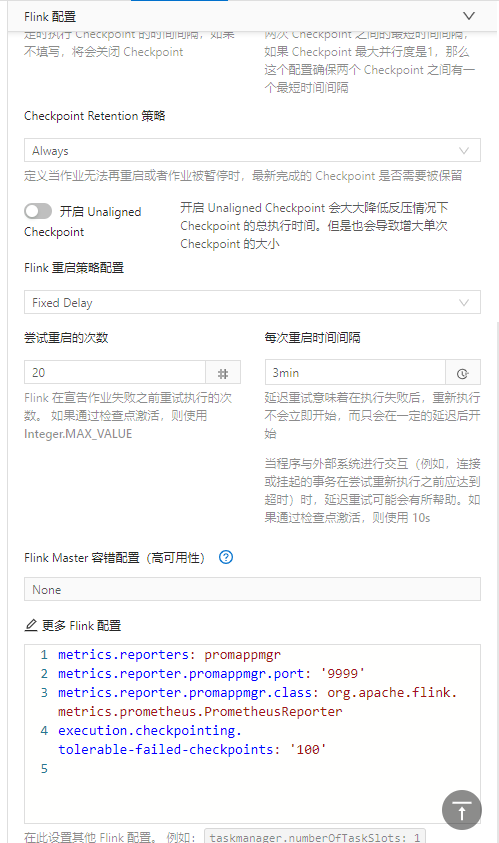 Flink 配置
定时执行 Checkpoint 的时间间隔，如果
不填写，将会关闭 Checkpoint
两次 Checkpoint 之间的最短时间间隔，
如果 Checkpoint 最大并行度是1，那么
这个配置确保两个 Checkpoint 之间有一
个最短时间间隔
Checkpoint Retention 策略
Always
定义当作业无法再重启或者作业被暂停时，最新完成的 Checkpoint 是否需要被保留
开启 Unaligned
Checkpoint
开启 Unaligned Checkpoint 会大大降低反压情况下
Checkpoint 的总执行时间。但是也会导致增大单次
Checkpoint 的大小
Flink 重启策略配置
Fixed Delay
尝试重启的次数
20
Flink 在宣告作业失败之前重试执行的次
数。 如果通过检查点激活，则使用
Integer.MAX_VALUE
每次重启时间间隔
3min
延迟重试意味着在执行失败后，重新执行
不会立即开始，而只会在一定的延迟后开
始
当程序与外部系统进行交互（例如，连接
或挂起的事务在尝试重新执行之前应达到
超时）时，延迟重试可能会有所帮助。如
果通过检查点激活，则使用 10s
Flink Master 容错配置（高可用性）
None
更多 Flink 配置
1 metrics.reporters: promappmgr
2 metrics.reporter.promappmgr.port: '9999'
3 metrics.reporter.promappmgr.class: org.apache.flink.
metrics.prometheus.PrometheusReporter
4 execution.checkpointing.
tolerable-failed-checkpoints: '100'
5
在此设置其他 Flink 配置。 例如： taskmanager.numberOfTaskSlots: 1